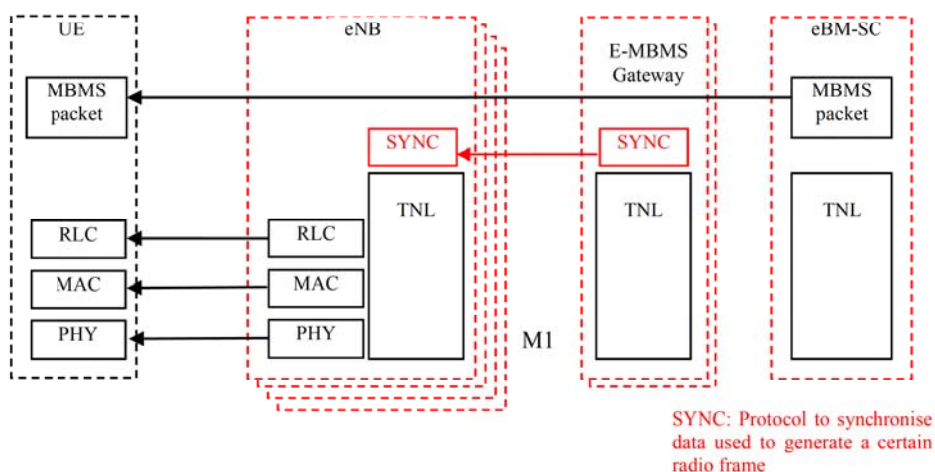 UE
eNB
E-MBMS
Gateway
eBM-SC
MBMS
packet
MBMS
packet
SYNC
SYNC
TNL
TNL
TNL
RLC
RLC
MAC
MAC
PHY
PHY
M1
SYNC: Protocol to synchronise
data used to generate a certain
radio frame